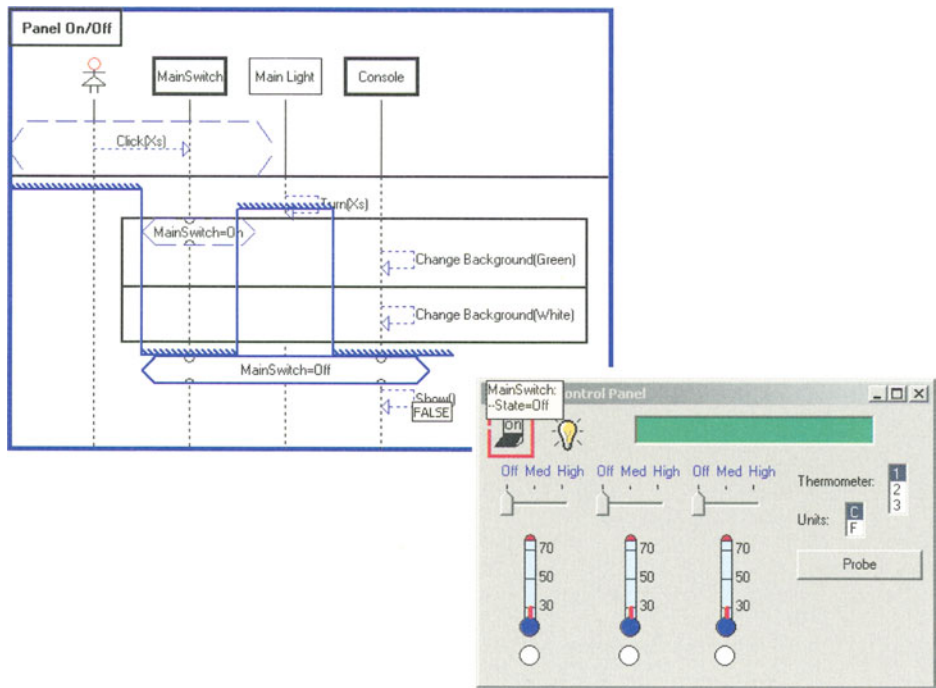 Panel On/Off
MainSwitch
Main Light
Console
Click(Xs)
Turn(Xs)
MainSwitch=On
Change Background(Green)
Change Background(White)
MainSwitch=Off
Show()
FALSE
MainSwitch:
--State=Off
ontrol Panel
on
Off Med High
Off Med High
Off Med High
Thermometer:
1
2
3
Units:
C
F
Probe
70
50
30
70
50
30
70
50
30